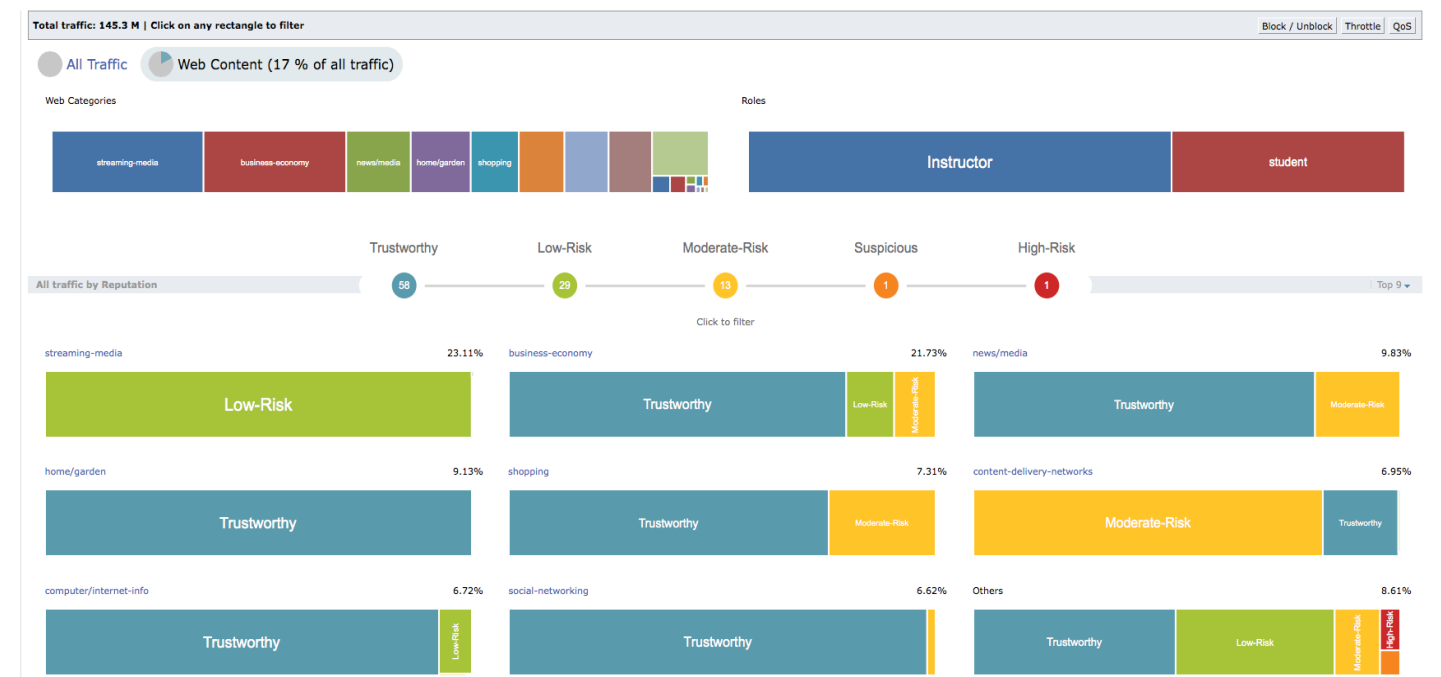 Total traffic: 145.3 M | Click on any rectangle to filter
Block / Unblock
Throttle
QoS
All Traffic
Web Content (17 % of all traffic)
Web Categories
Roles
streaming-media
business-economy
news/media
home/garden
shopping
Instructor
student
Trustworthy
Low-Risk
Moderate-Risk
Suspicious
High-Risk
All traffic by Reputation
58
29
13
1
1
Top 9
Click to filter
streaming-media 23.11%
business-economy 21.73%
news/media 9.83%
Low-Risk
Trustworthy
Low-Risk
Moderate-Risk
Trustworthy
Moderate-Risk
home/garden 9.13%
shopping 7.31%
content-delivery-networks 6.95%
Trustworthy
Trustworthy
Moderate-Risk
Moderate-Risk
Trustworthy
computer/internet-info 6.72%
social-networking 6.62%
Others 8.61%
Trustworthy
Low-Risk
Trustworthy
Trustworthy
Low-Risk
Moderate-Risk
High-Risk